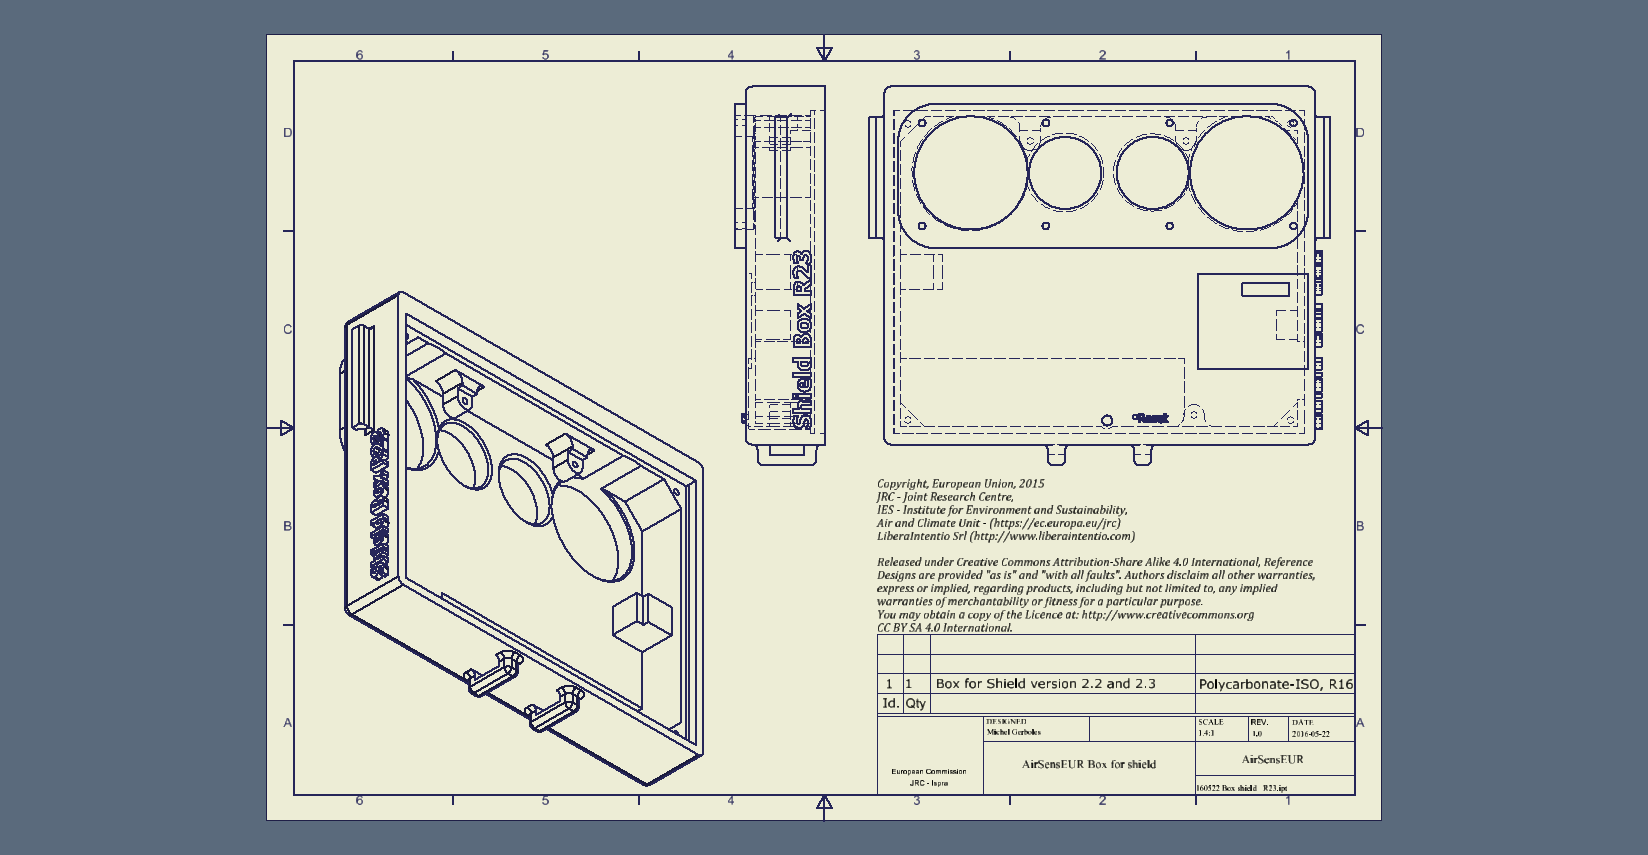 6 5 4 3 2 1
D D
C C
B B
A A
Shield Box R23
Reset
Copyright, European Union, 2015
JRC - Joint Research Centre,
IES - Institute for Environment and Sustainability,
Air and Climate Unit - (https://ec.europa.eu/jrc)
LiberaIntentio Srl (http://www.liberaintentio.com)
Released under Creative Commons Attribution-Share Alike 4.0 International, Reference
Designs are provided "as is" and "with all faults". Authors disclaim all other warranties,
express or implied, regarding products, including but not limited to, any implied
warranties of merchantability or fitness for a particular purpose.
You may obtain a copy of the Licence at: http://www.creativecommons.org
CC BY SA 4.0 International.
1 1 Box for Shield version 2.2 and 2.3 Polycarbonate-ISO, R16
Id. Qty
DESIGNED
Michel Gerboles
SCALE
1.4:1
REV.
1.0
DATE
2016-05-22
European Commission
JRC - Ispra
AirSensEUR Box for shield
AirSensEUR
160522 Box shield R23.ipt
6 5 4 3 2 1